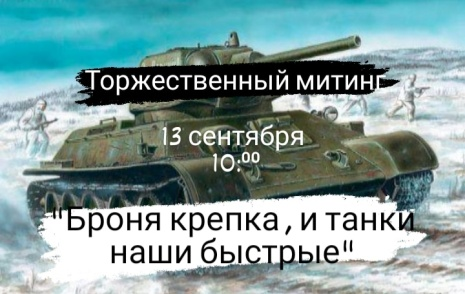 Торжественный митинг
13 сентября
10:00
"Броня крепка, и танки
наши быстрые"